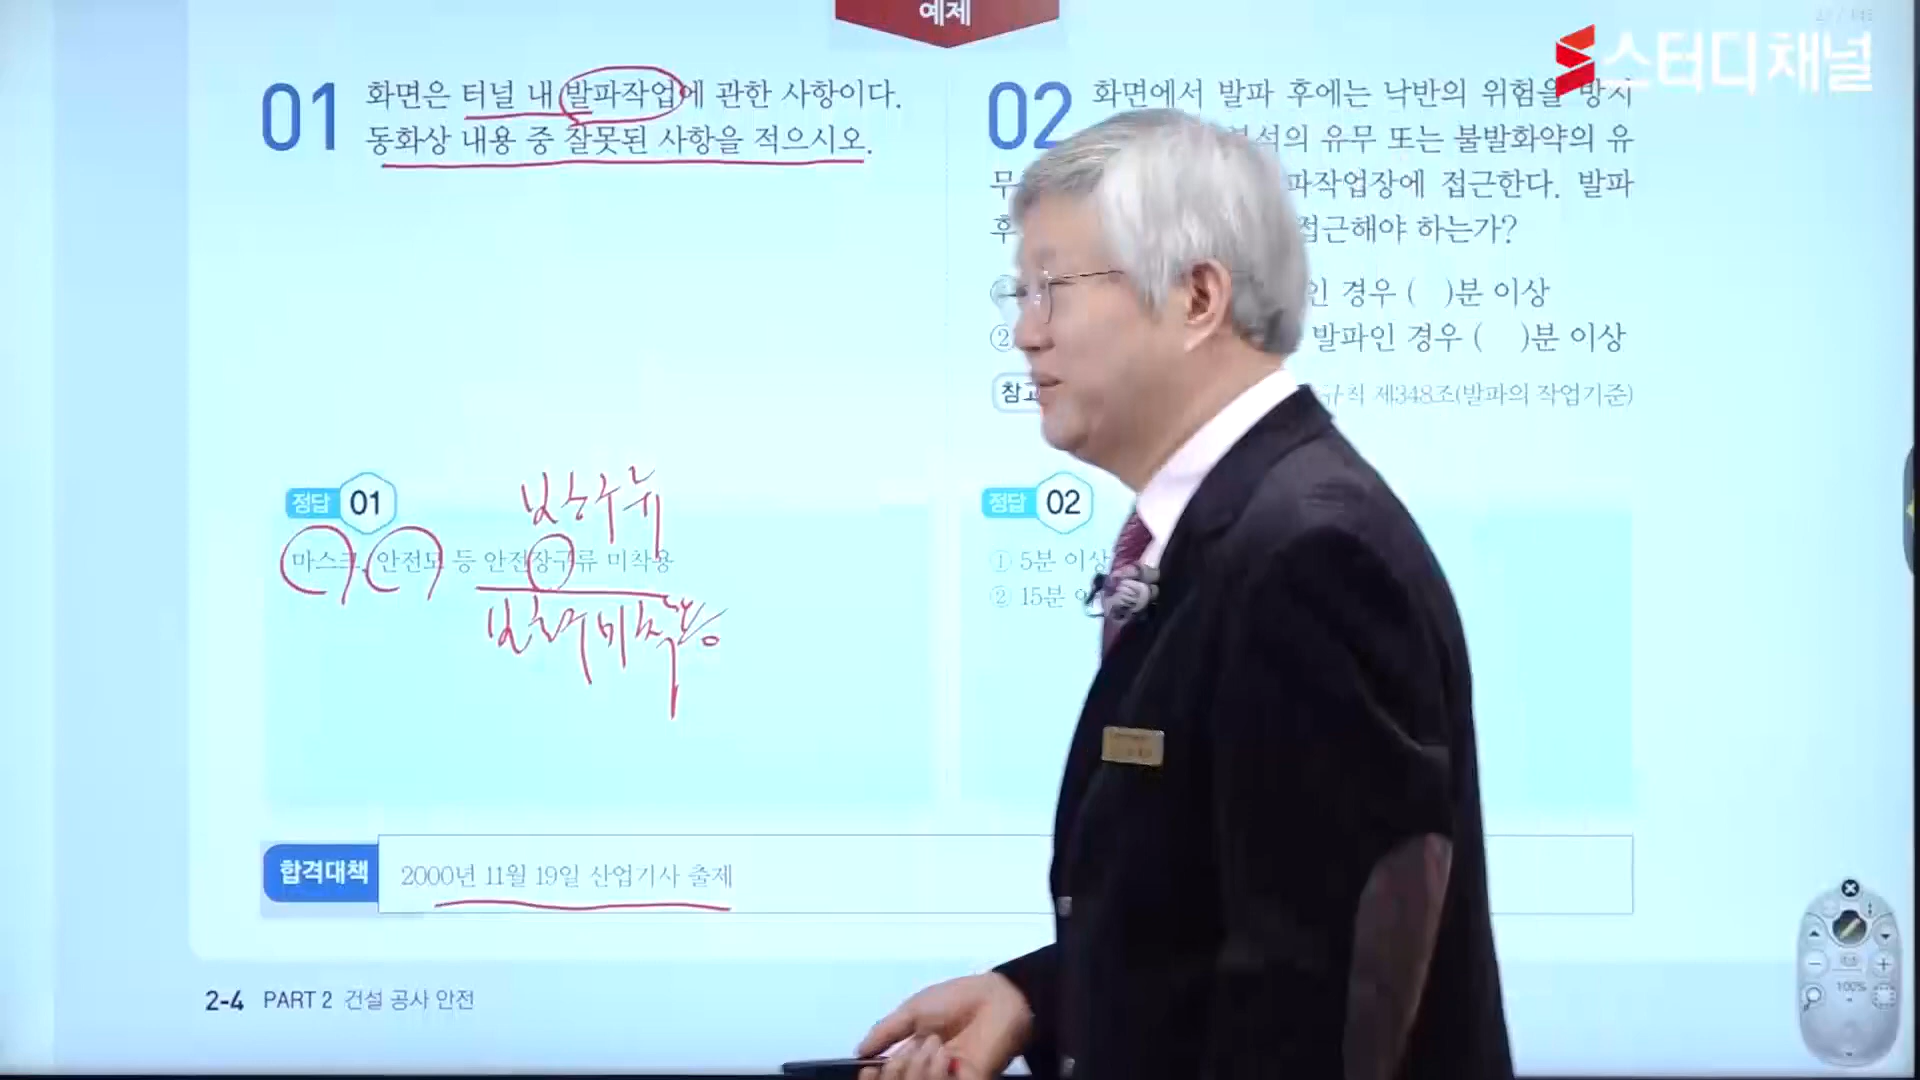 예제
스터디채널
01 화면은 터널 내 발파작업에 관한 사항이다.
동화상 내용 중 잘못된 사항을 적으시오.
정답 01
마스크, 안전모 등 안전장구류 미착용
합격대책 2000년 11월 19일 산업기사 출제
2-4 PART 2 건설 공사 안전
02 화면에서 발파 후에는 낙반의 위험을 방지
유무 또는 불발화약의 유
파작업장에 접근한다. 발파
접근해야 하는가?
인 경우 ( )분 이상
② 발파인 경우 ( )분 이상
규칙 제348조(발파의 작업기준)
정답 02
① 5분 이상
② 15분
100%